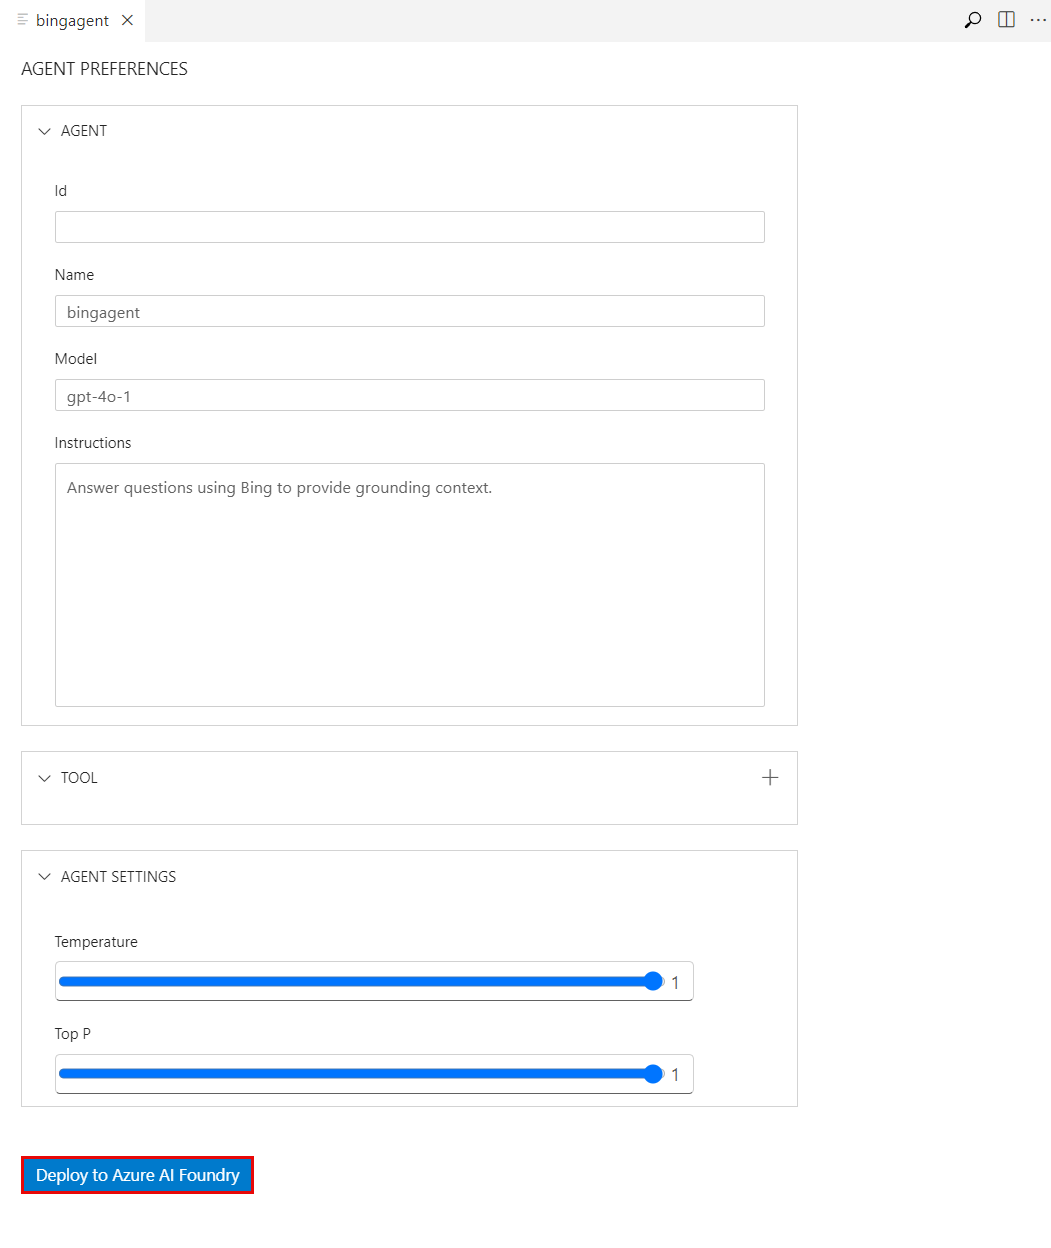 bingagent
AGENT PREFERENCES
AGENT
Id
Name
bingagent
Model
gpt-4o-1
Instructions
Answer questions using Bing to provide grounding context.
TOOL
AGENT SETTINGS
Temperature
1
Top P
1
Deploy to Azure AI Foundry